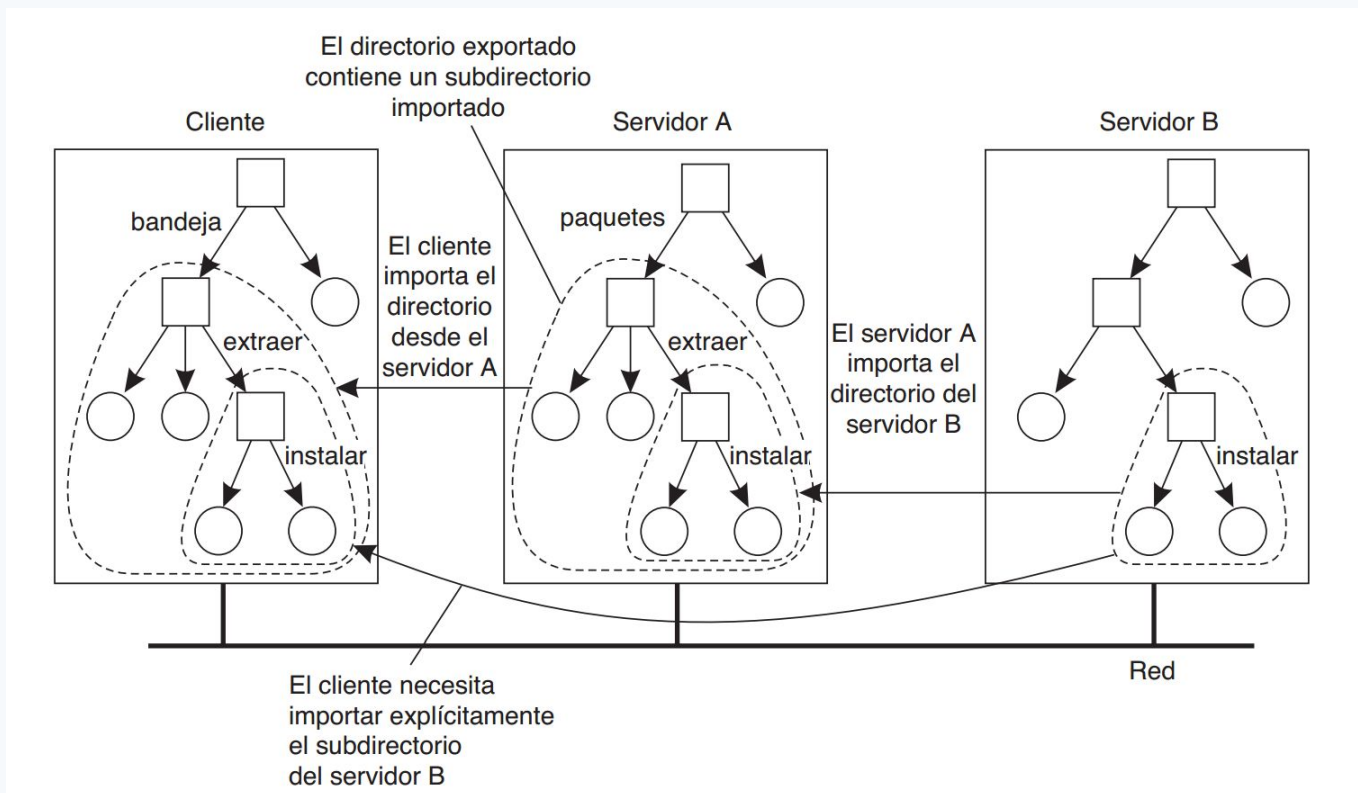 El directorio exportado
contiene un subdirectorio
importado
Cliente
Servidor A
Servidor B
bandeja
paquetes
El cliente
importa el
directorio
desde el
servidor A
extraer
extraer
El servidor A
importa el
directorio del
servidor B
instalar
instalar
instalar
Red
El cliente necesita
importar explícitamente
el subdirectorio
del servidor B